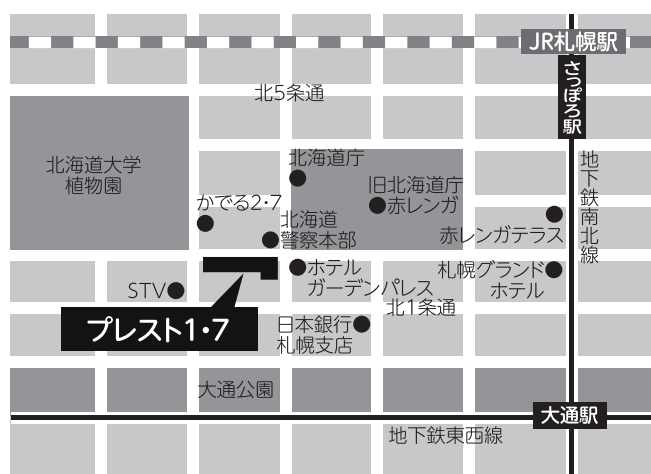 JR札幌駅
さっぽろ駅
北5条通
北海道大学
植物園
北海道庁
旧北海道庁
赤レンガ
地下鉄南北線
かでる2・7
北海道
警察本部
赤レンガテラス
ホテル
ガーデンパレス
札幌グランド
ホテル
STV
北1条通
プレスト1・7
日本銀行
札幌支店
大通公園
大通駅
地下鉄東西線